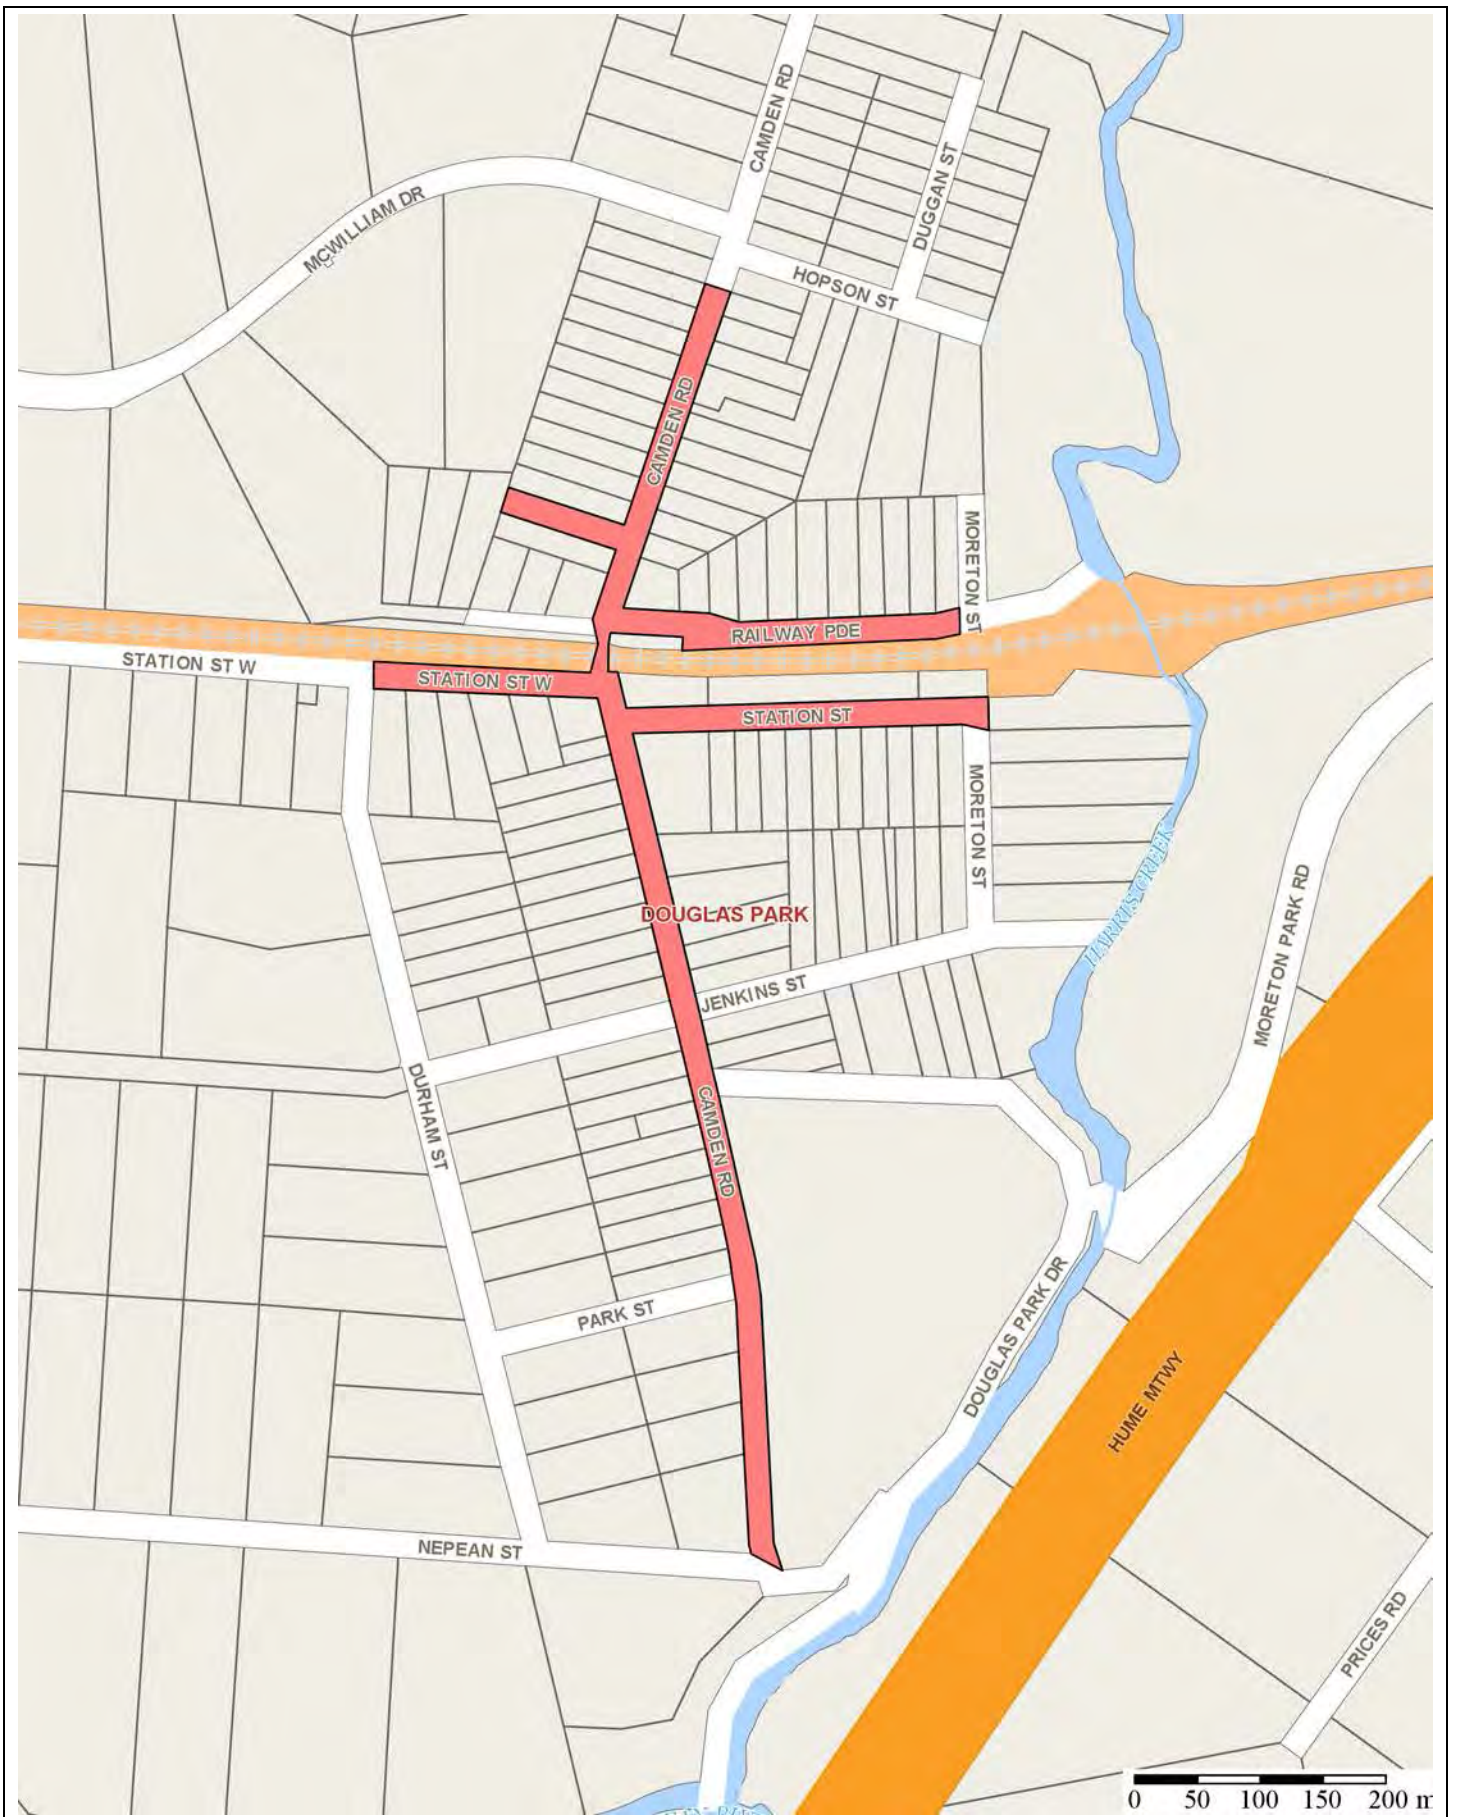 CAMDEN RD
DUGGAN ST
MCWILLIAM DR
HOPSON ST
CAMDEN RD
MORETON ST
RAILWAY PDE
STATION ST W
STATION ST W
STATION ST
MORETON ST
HARRIS CREEK
MORETON PARK RD
DOUGLAS PARK
JENKINS ST
DURHAM ST
CAMDEN RD
PARK ST
DOUGLAS PARK DR
HUME MTWY
NEPEAN ST
PRICES RD
0 50 100 150 200 m